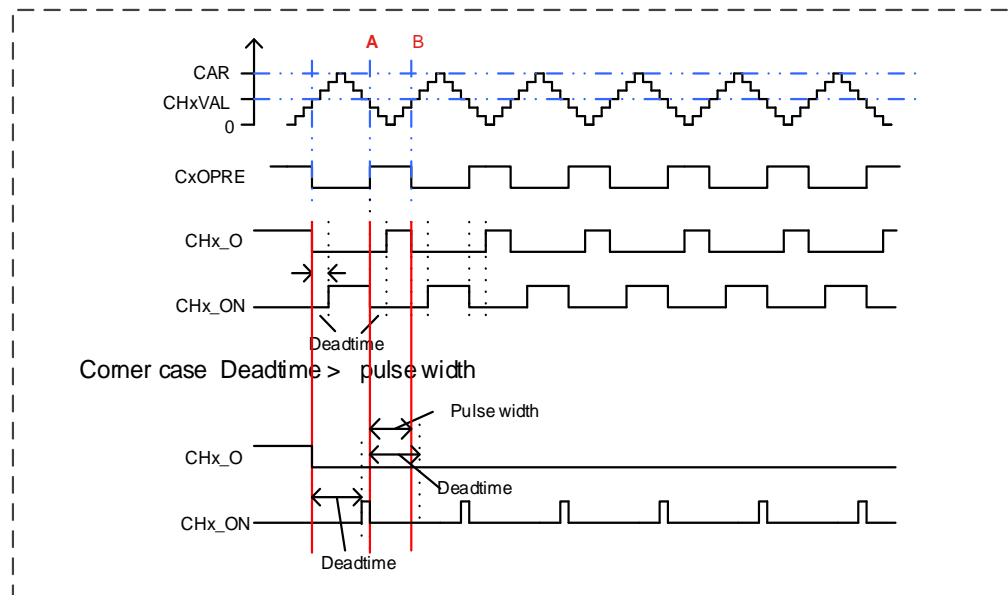 A B
CAR
CHxVAL
0
CxOPRE
CHx_O
CHx_ON
Deadtime
Corner case Deadtime > pulse width
Pulse width
CHx_O
Deadtime
CHx_ON
Deadtime